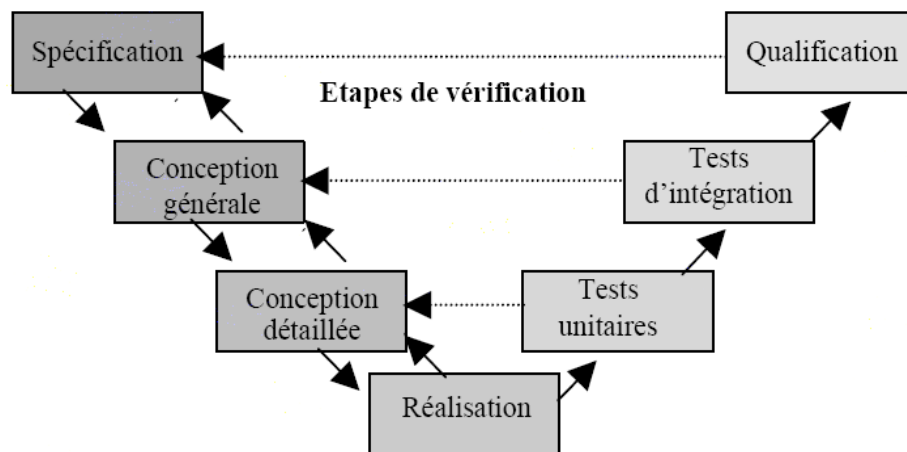 Spécification
Qualification
Etapes de vérification
Conception
générale
Tests
d’intégration
Conception
détaillée
Tests
unitaires
Réalisation